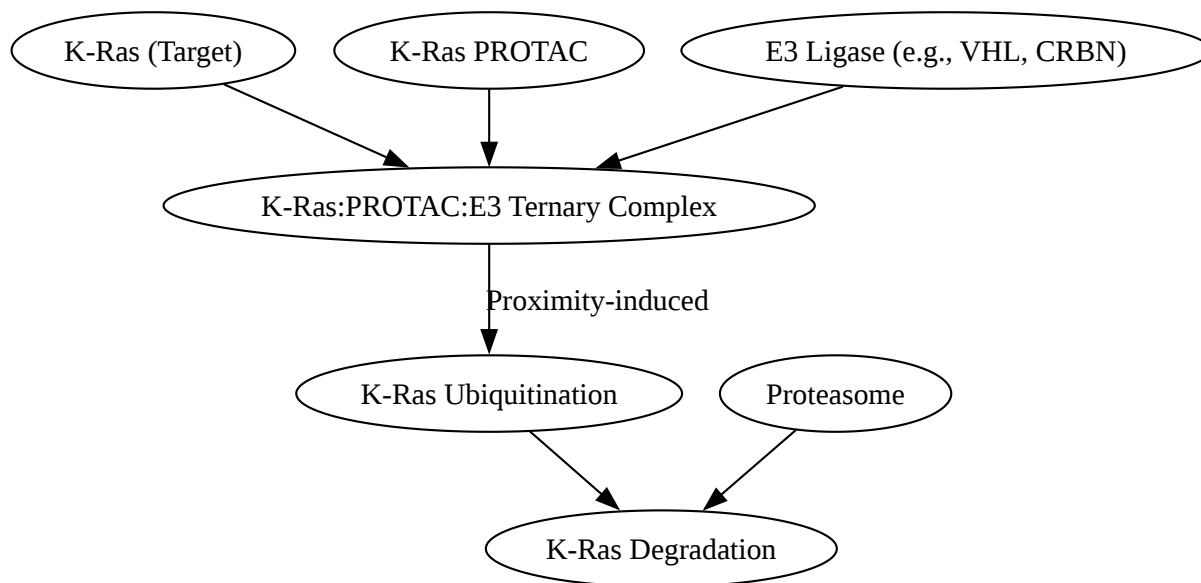 K-Ras (Target)
K-Ras PROTAC
E3 Ligase (e.g., VHL, CRBN)
K-Ras:PROTAC:E3 Ternary Complex
Proximity-induced
K-Ras Ubiquitination
Proteasome
K-Ras Degradation